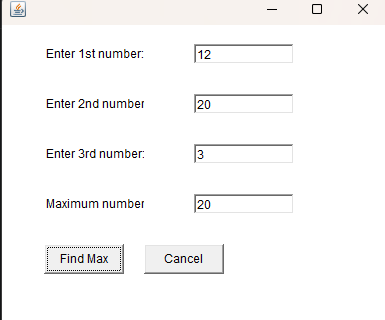 Enter 1st number: 12
Enter 2nd number 20
Enter 3rd number: 3
Maximum number 20
Find Max Cancel